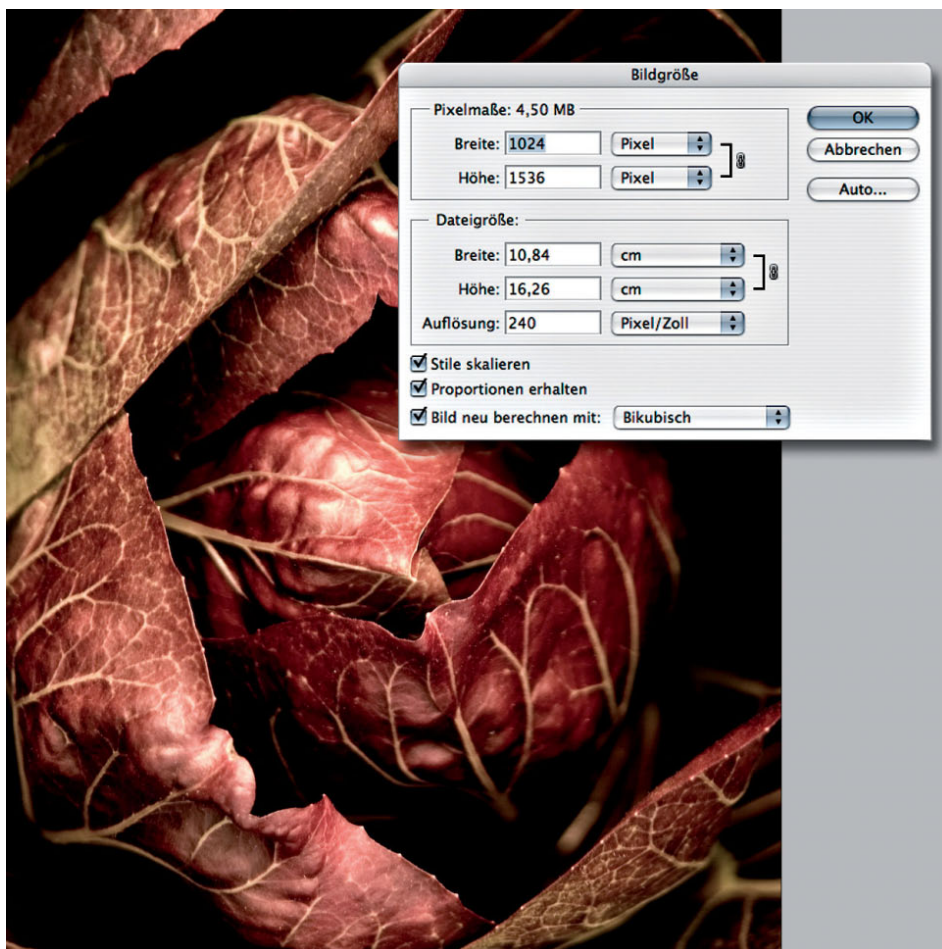 Bildgröße
Pixelmaße: 4,50 MB
Breite: 1024 Pixel
Höhe: 1536 Pixel
OK
Abbrechen
Auto...
Dateigröße:
Breite: 10,84 cm
Höhe: 16,26 cm
Auflösung: 240 Pixel/Zoll
Stile skalieren
Proportionen erhalten
Bild neu berechnen mit: Bikubisch